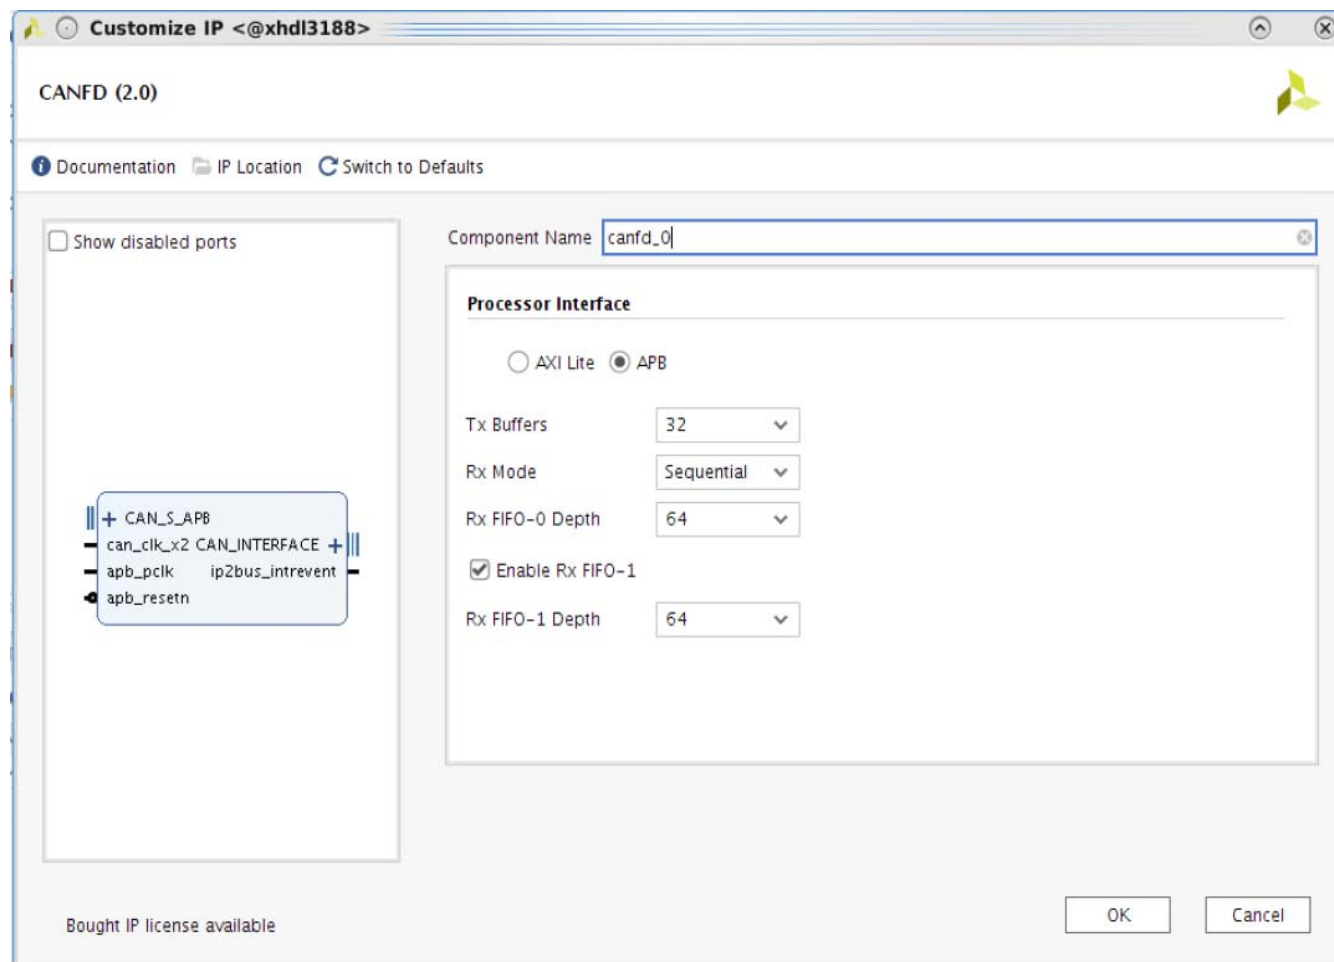 Customize IP <@xhdl3188>
CANFD (2.0)
Documentation IP Location Switch to Defaults
Show disabled ports
CAN_S_APB
can_clk_x2 CAN_INTERFACE
apb_pclk ip2bus_intrevent
apb_resetn
Component Name canfd_0
Processor Interface
AXI Lite APB
Tx Buffers 32
Rx Mode Sequential
Rx FIFO-0 Depth 64
Enable Rx FIFO-1
Rx FIFO-1 Depth 64
Bought IP license available
OK Cancel